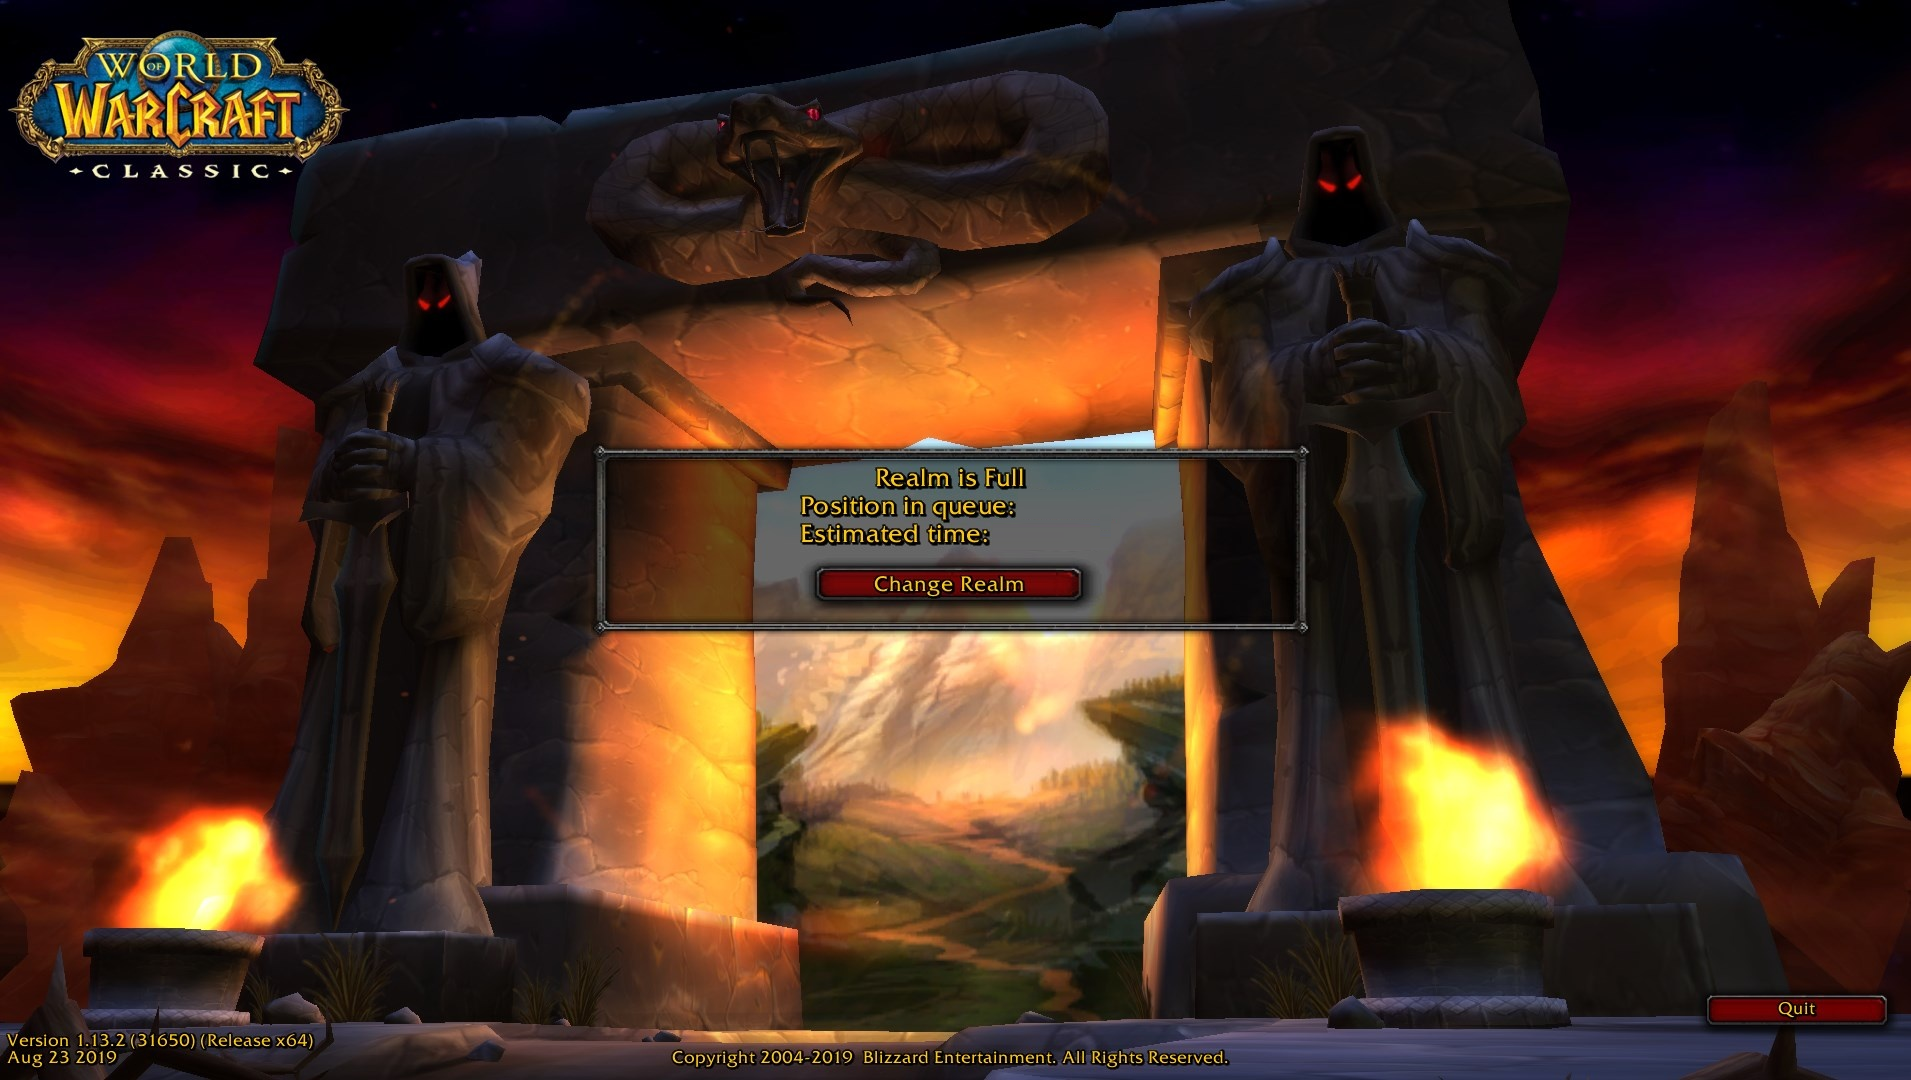 WORLD
OF
WARCRAFT
CLASSIC
Realm is Full
Position in queue:
Estimated time:
Change Realm
Quit
Version 1.13.2 (31650) (Release x64)
Aug 23 2019
Copyright 2004-2019 Blizzard Entertainment. All Rights Reserved.